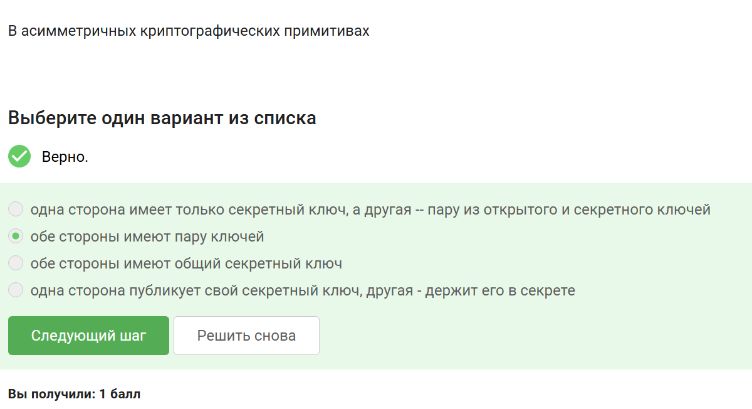 В асимметричных криптографических примитивах
Выберите один вариант из списка
Верно.
одна сторона имеет только секретный ключ, а другая -- пару из открытого и секретного ключей
обе стороны имеют пару ключей
обе стороны имеют общий секретный ключ
одна сторона публикует свой секретный ключ, другая - держит его в секрете
Следующий шаг
Решить снова
Вы получили: 1 балл